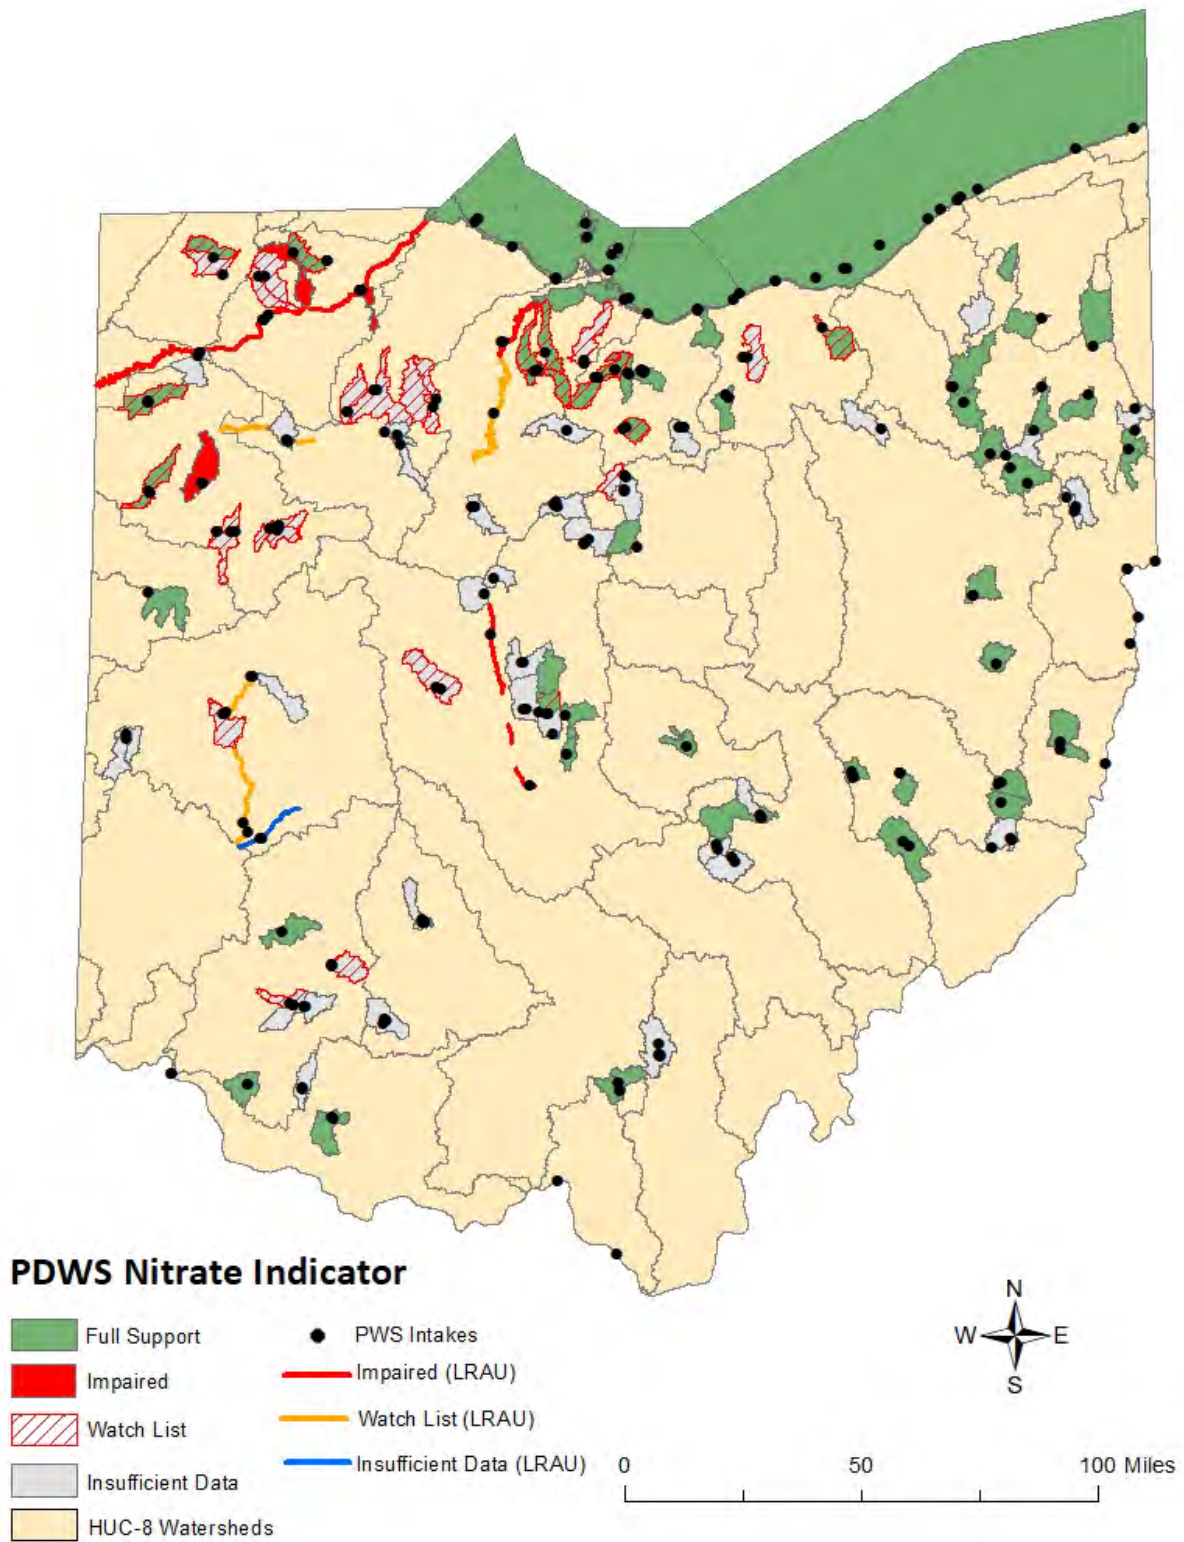 PDWS Nitrate Indicator
Full Support
Impaired
Watch List
Insufficient Data
HUC-8 Watersheds
PWS Intakes
Impaired (LRAU)
Watch List (LRAU)
Insufficient Data (LRAU)
N
W E
S
0 50 100 Miles